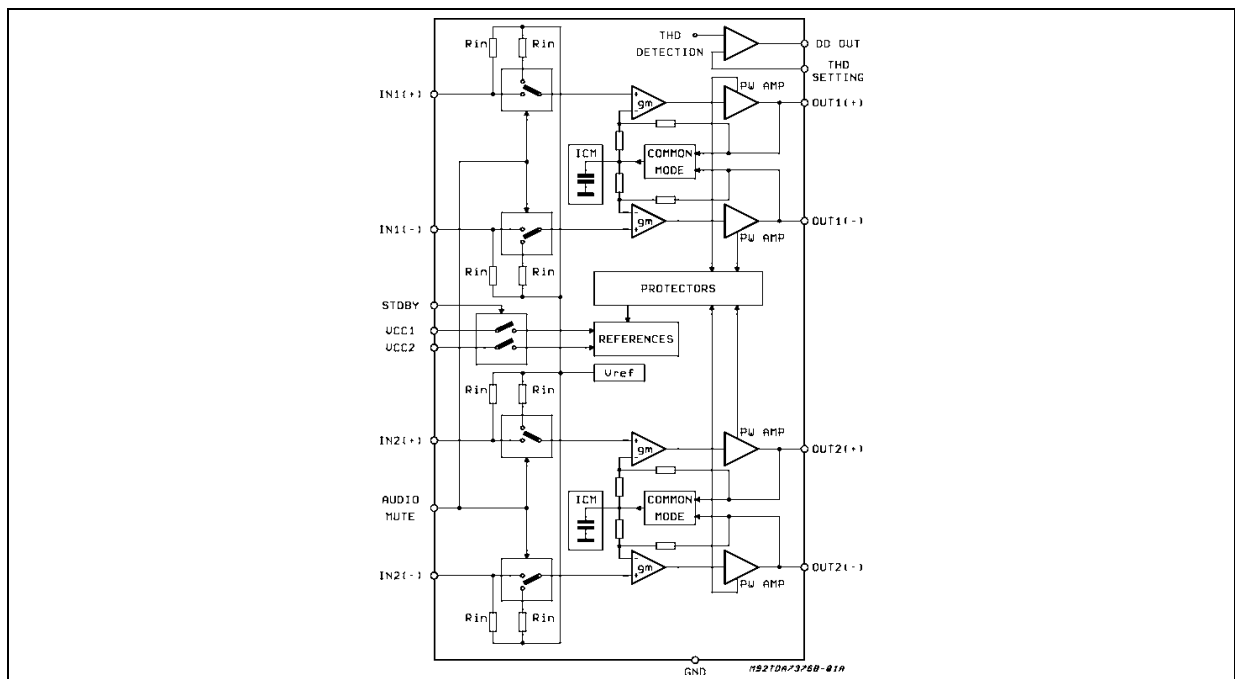 THD
DETECTION
DD OUT
THD
SETTING
Rin
Rin
PW AMP
IN1(+)
gm
OUT1(+)
ICM
COMMON
MODE
IN1(-)
gm
OUT1(-)
PW AMP
Rin
Rin
PROTECTORS
STDBY
VCC1
VCC2
REFERENCES
Vref
Rin
Rin
PW AMP
IN2(+)
gm
OUT2(+)
ICM
COMMON
MODE
AUDIO
MUTE
IN2(-)
gm
OUT2(-)
PW AMP
Rin
Rin
GND
M92TDA7376B-01A